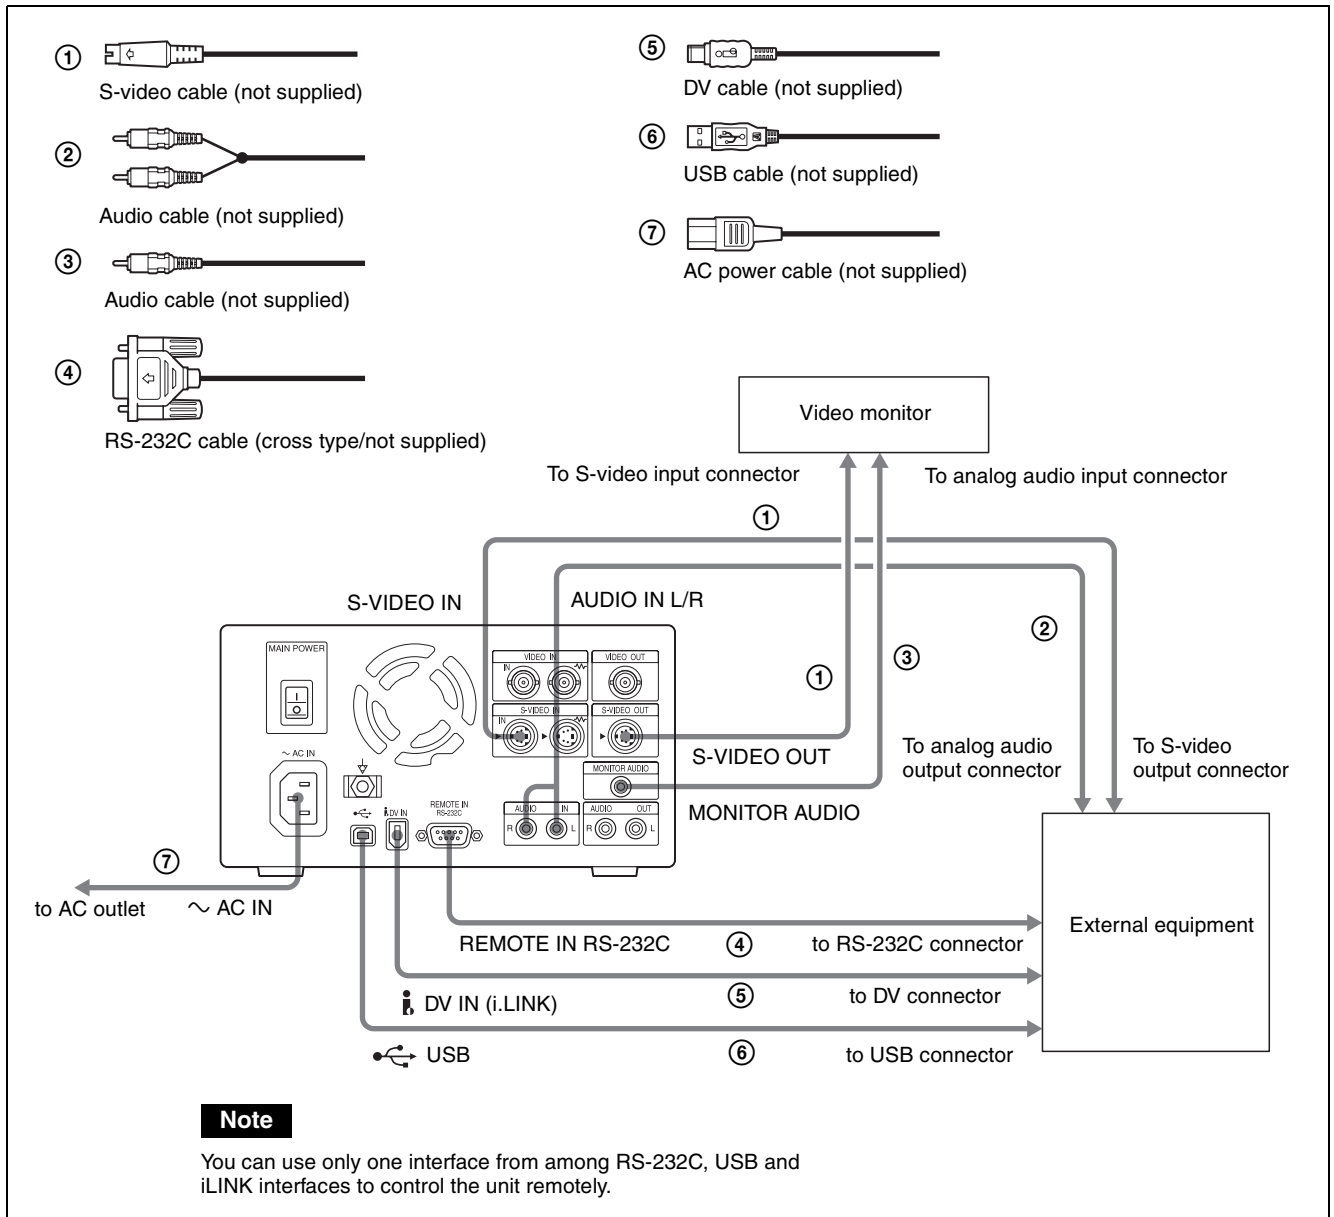 ①
S-video cable (not supplied)
②
Audio cable (not supplied)
③
Audio cable (not supplied)
④
RS-232C cable (cross type/not supplied)
⑤
DV cable (not supplied)
⑥
USB cable (not supplied)
⑦
AC power cable (not supplied)
Video monitor
To S-video input connector
To analog audio input connector
①
S-VIDEO IN
AUDIO IN L/R
②
③
①
MAIN POWER
VIDEO IN
IN
VIDEO OUT
S-VIDEO IN
IN
S-VIDEO OUT
~ AC IN
MONITOR AUDIO
DV IN
REMOTE IN
RS-232C
AUDIO IN
R L
AUDIO OUT
R L
S-VIDEO OUT
MONITOR AUDIO
To analog audio
output connector
To S-video
output connector
⑦
to AC outlet
~ AC IN
External equipment
REMOTE IN RS-232C
④
to RS-232C connector
i DV IN (i.LINK)
⑤
to DV connector
USB
⑥
to USB connector
Note
You can use only one interface from among RS-232C, USB and
iLINK interfaces to control the unit remotely.